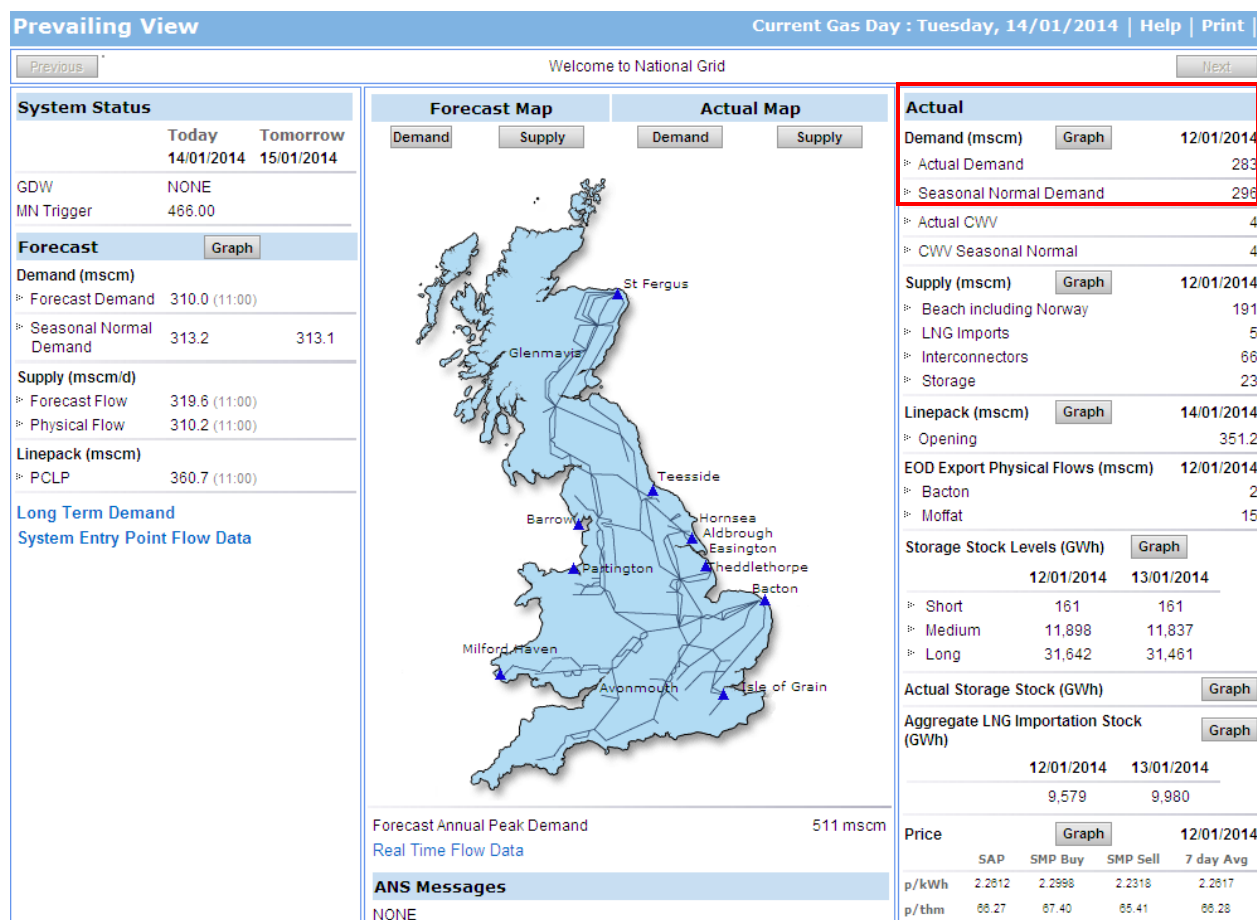 Prevailing View
Current Gas Day : Tuesday, 14/01/2014 | Help | Print |
Previous
Welcome to National Grid
Next
System Status
Today Tomorrow
14/01/2014 15/01/2014
GDW NONE
MN Trigger 466.00
Forecast Graph
Demand (mscm)
Forecast Demand 310.0 (11:00)
Seasonal Normal Demand 313.2 313.1
Supply (mscm/d)
Forecast Flow 319.6 (11:00)
Physical Flow 310.2 (11:00)
Linepack (mscm)
PCLP 360.7 (11:00)
Long Term Demand
System Entry Point Flow Data
Forecast Map Actual Map
Demand Supply Demand Supply
St Fergus
Glenmavis
Teesside
Barrow
Hornsea
Aldbrough
Easington
Partington
Theddlethorpe
Bacton
Milford Haven
Avonmouth
Isle of Grain
Forecast Annual Peak Demand 511 mscm
Real Time Flow Data
ANS Messages
NONE
Actual
Demand (mscm) Graph 12/01/2014
Actual Demand 283
Seasonal Normal Demand 296
Actual CWV 4
CWV Seasonal Normal 4
Supply (mscm) Graph 12/01/2014
Beach including Norway 191
LNG Imports 5
Interconnectors 66
Storage 23
Linepack (mscm) Graph 14/01/2014
Opening 351.2
EOD Export Physical Flows (mscm) 12/01/2014
Bacton 2
Moffat 15
Storage Stock Levels (GWh) Graph
12/01/2014 13/01/2014
Short 161 161
Medium 11,898 11,837
Long 31,642 31,461
Actual Storage Stock (GWh) Graph
Aggregate LNG Importation Stock (GWh) Graph
12/01/2014 13/01/2014
9,579 9,980
Price Graph 12/01/2014
SAP SMP Buy SMP Sell 7 day Avg
p/kWh 2.2612 2.2998 2.2318 2.2617
p/thm 66.27 67.40 65.41 66.28